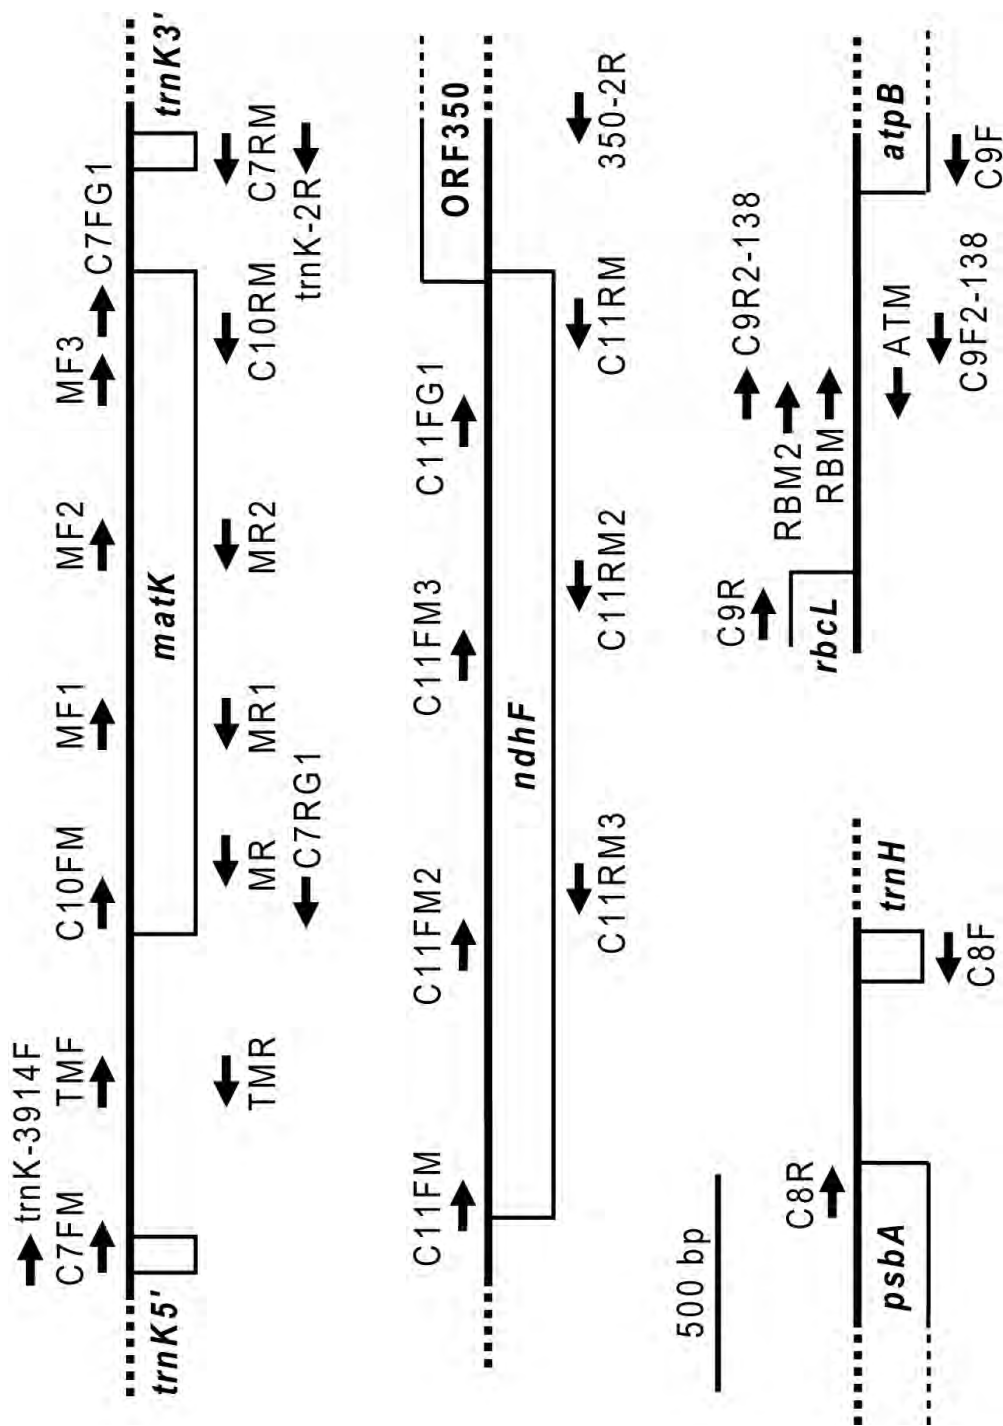 trnK-3914F
C7FM
TMF
C10FM
MF1
MF2
MF3
C7FG1
trnK5'
matK
trnK3'
TMR
MR
MR1
MR2
C10RM
C7RM
C7RG1
trnK-2R
C11FM
C11FM2
C11FM3
C11FG1
ORF350
ndhF
C11RM3
C11RM2
C11RM
350-2R
500 bp
C8R
psbA
trnH
C8F
C9R
C9R2-138
RBM2
RBM
rbcL
atpB
ATM
C9F2-138
C9F